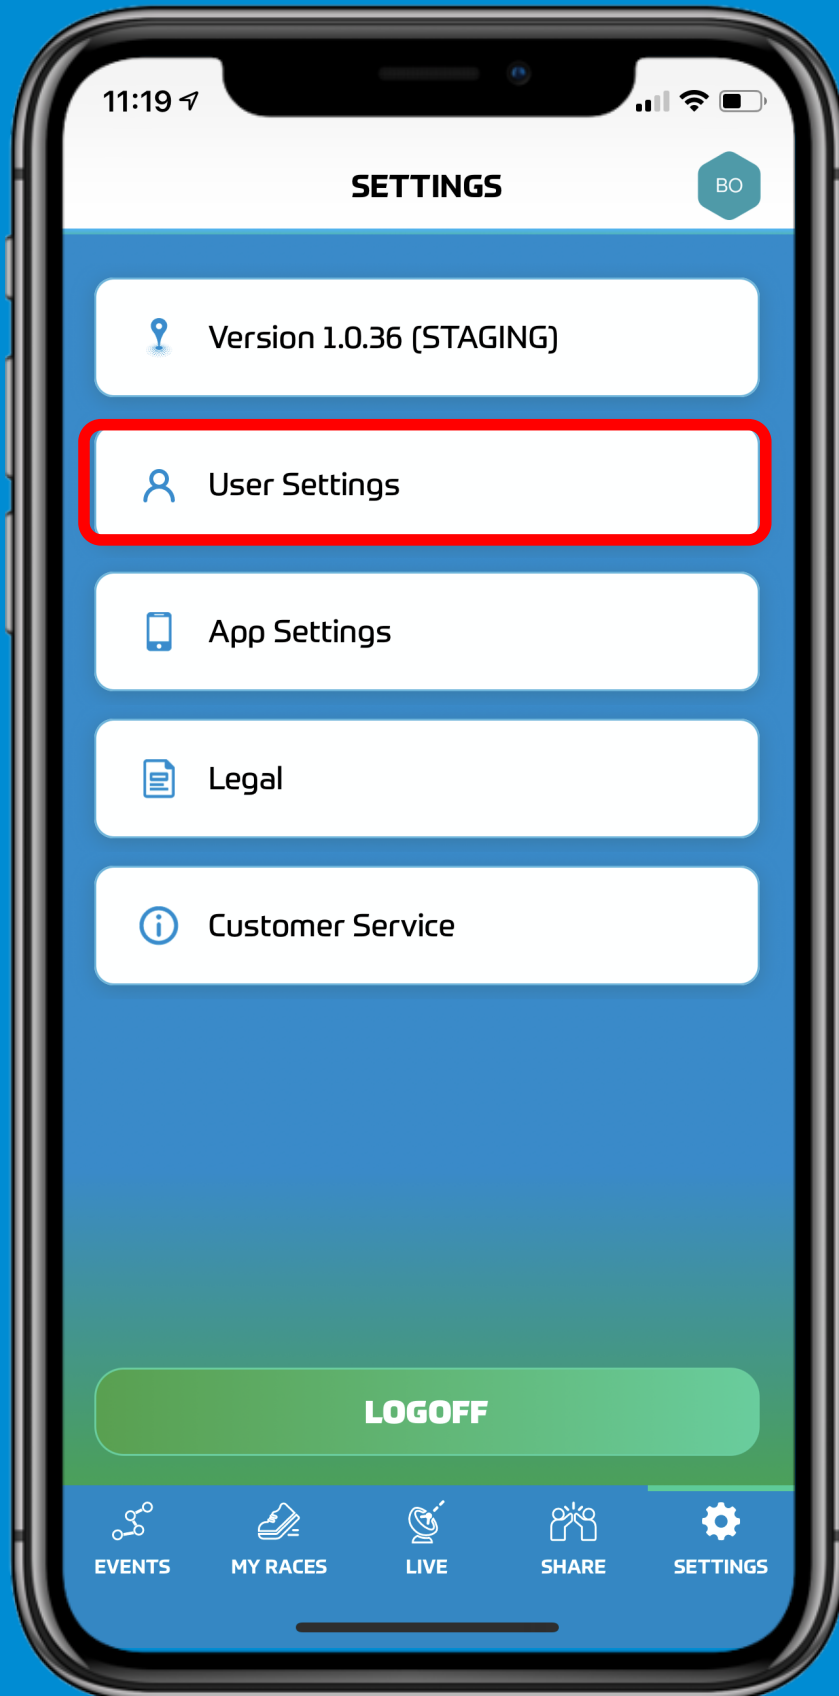 11:19
SETTINGS
BO
Version 1.0.36 (STAGING)
User Settings
App Settings
Legal
Customer Service
LOGOFF
EVENTS
MY RACES
LIVE
SHARE
SETTINGS